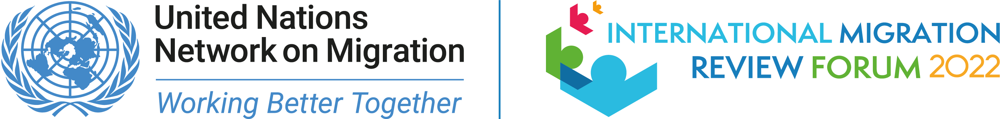 United Nations
Network on Migration
Working Better Together
INTERNATIONAL MIGRATION
REVIEW FORUM 2022